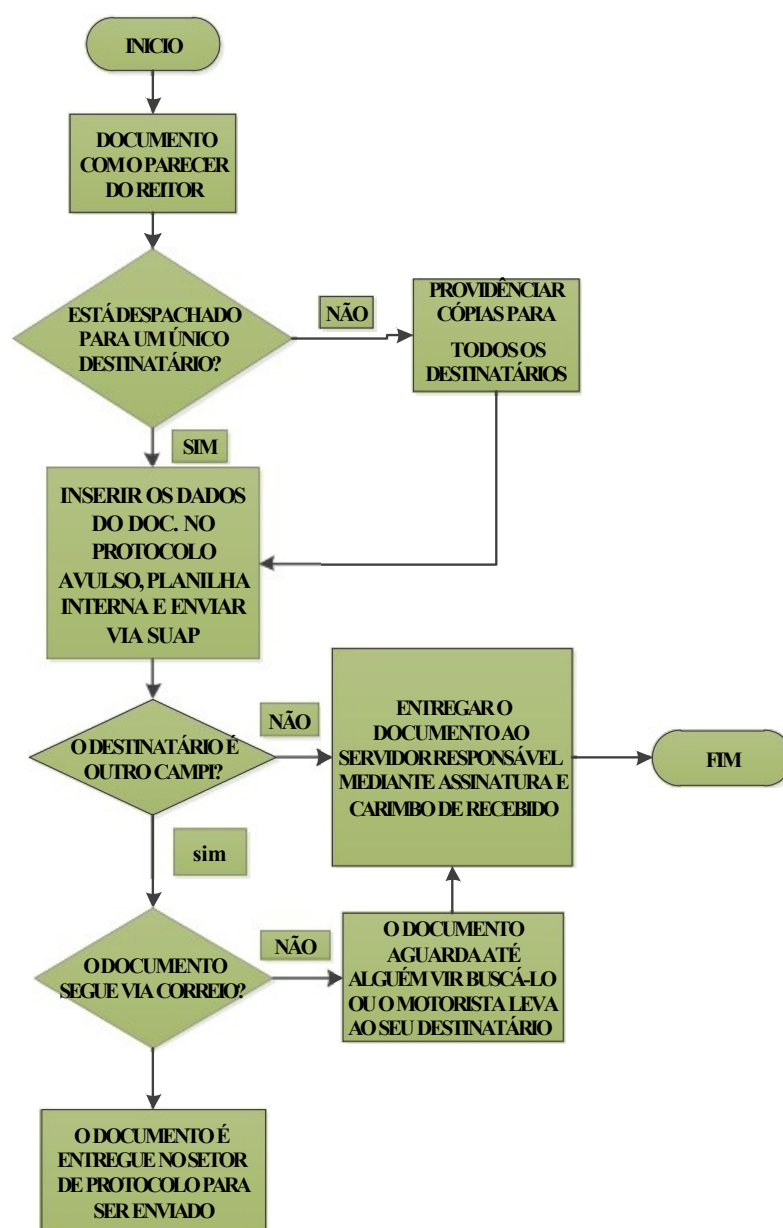 INICIO
DOCUMENTO
COM O PARECER
DO REITOR
ESTÁ DESPACHADO
PARA UM ÚNICO
DESTINATÁRIO?
NÃO
PROVIDÊNCIAR
CÓPIAS PARA
TODOS OS
DESTINATÁRIOS
SIM
INSERIR OS DADOS
DO DOC. NO
PROTOCOLO
AVULSO, PLANILHA
INTERNA E ENVIAR
VIA SUAP
O DESTINATÁRIO É
OUTRO CAMPI?
NÃO
ENTREGAR O
DOCUMENTO AO
SERVIDOR RESPONSÁVEL
MEDIANTE ASSINATURA E
CARIMBO DE RECEBIDO
FIM
sim
O DOCUMENTO
SEGUE VIA CORREIO?
NÃO
O DOCUMENTO
AGUARDA ATÉ
ALGUÉM VIR BUSCÁ-LO
OU O MOTORISTA LEVA
AO SEU DESTINATÁRIO
O DOCUMENTO É
ENTREGUE NO SETOR
DE PROTOCOLO PARA
SER ENVIADO